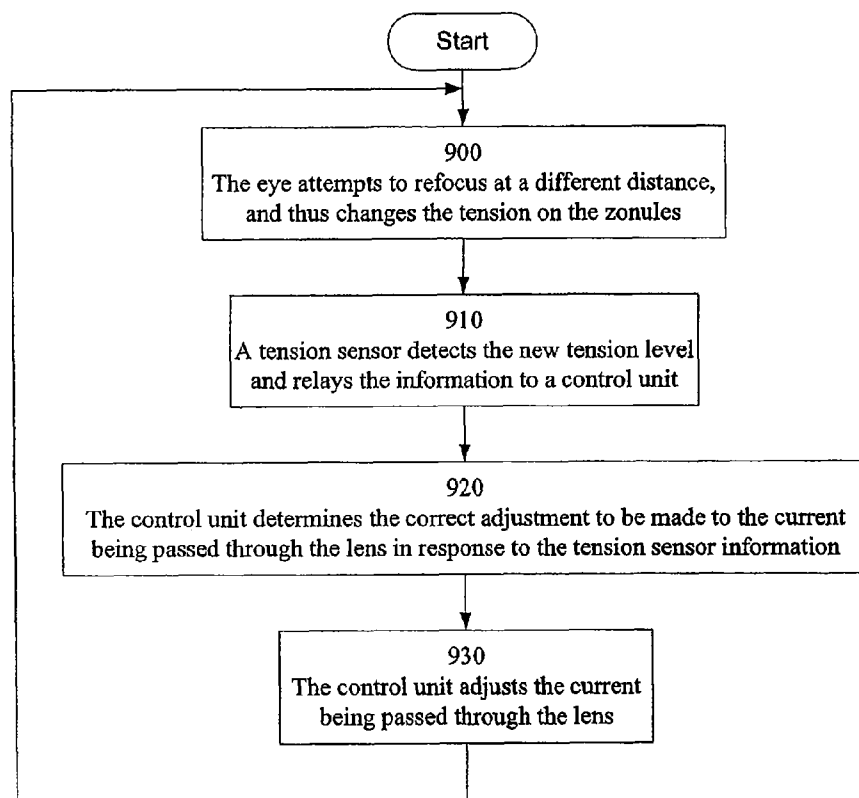 Start
900
The eye attempts to refocus at a different distance,
and thus changes the tension on the zonules
910
A tension sensor detects the new tension level
and relays the information to a control unit
920
The control unit determines the correct adjustment to be made to the current
being passed through the lens in response to the tension sensor information
930
The control unit adjusts the current
being passed through the lens